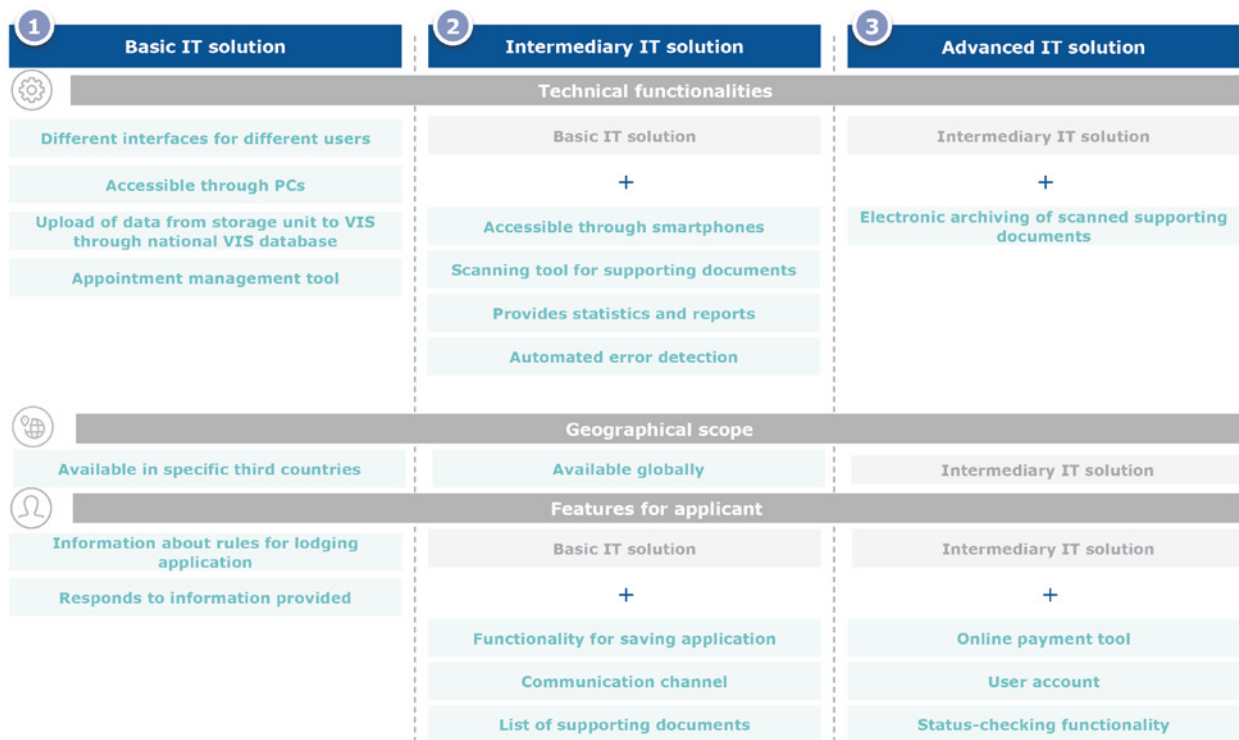 1
Basic IT solution
2
Intermediary IT solution
3
Advanced IT solution
Technical functionalities
Different interfaces for different users
Accessible through PCs
Upload of data from storage unit to VIS
through national VIS database
Appointment management tool
Basic IT solution
+
Accessible through smartphones
Scanning tool for supporting documents
Provides statistics and reports
Automated error detection
Intermediary IT solution
+
Electronic archiving of scanned supporting
documents
Geographical scope
Available in specific third countries
Available globally
Intermediary IT solution
Features for applicant
Information about rules for lodging
application
Responds to information provided
Basic IT solution
+
Functionality for saving application
Communication channel
List of supporting documents
Intermediary IT solution
+
Online payment tool
User account
Status-checking functionality